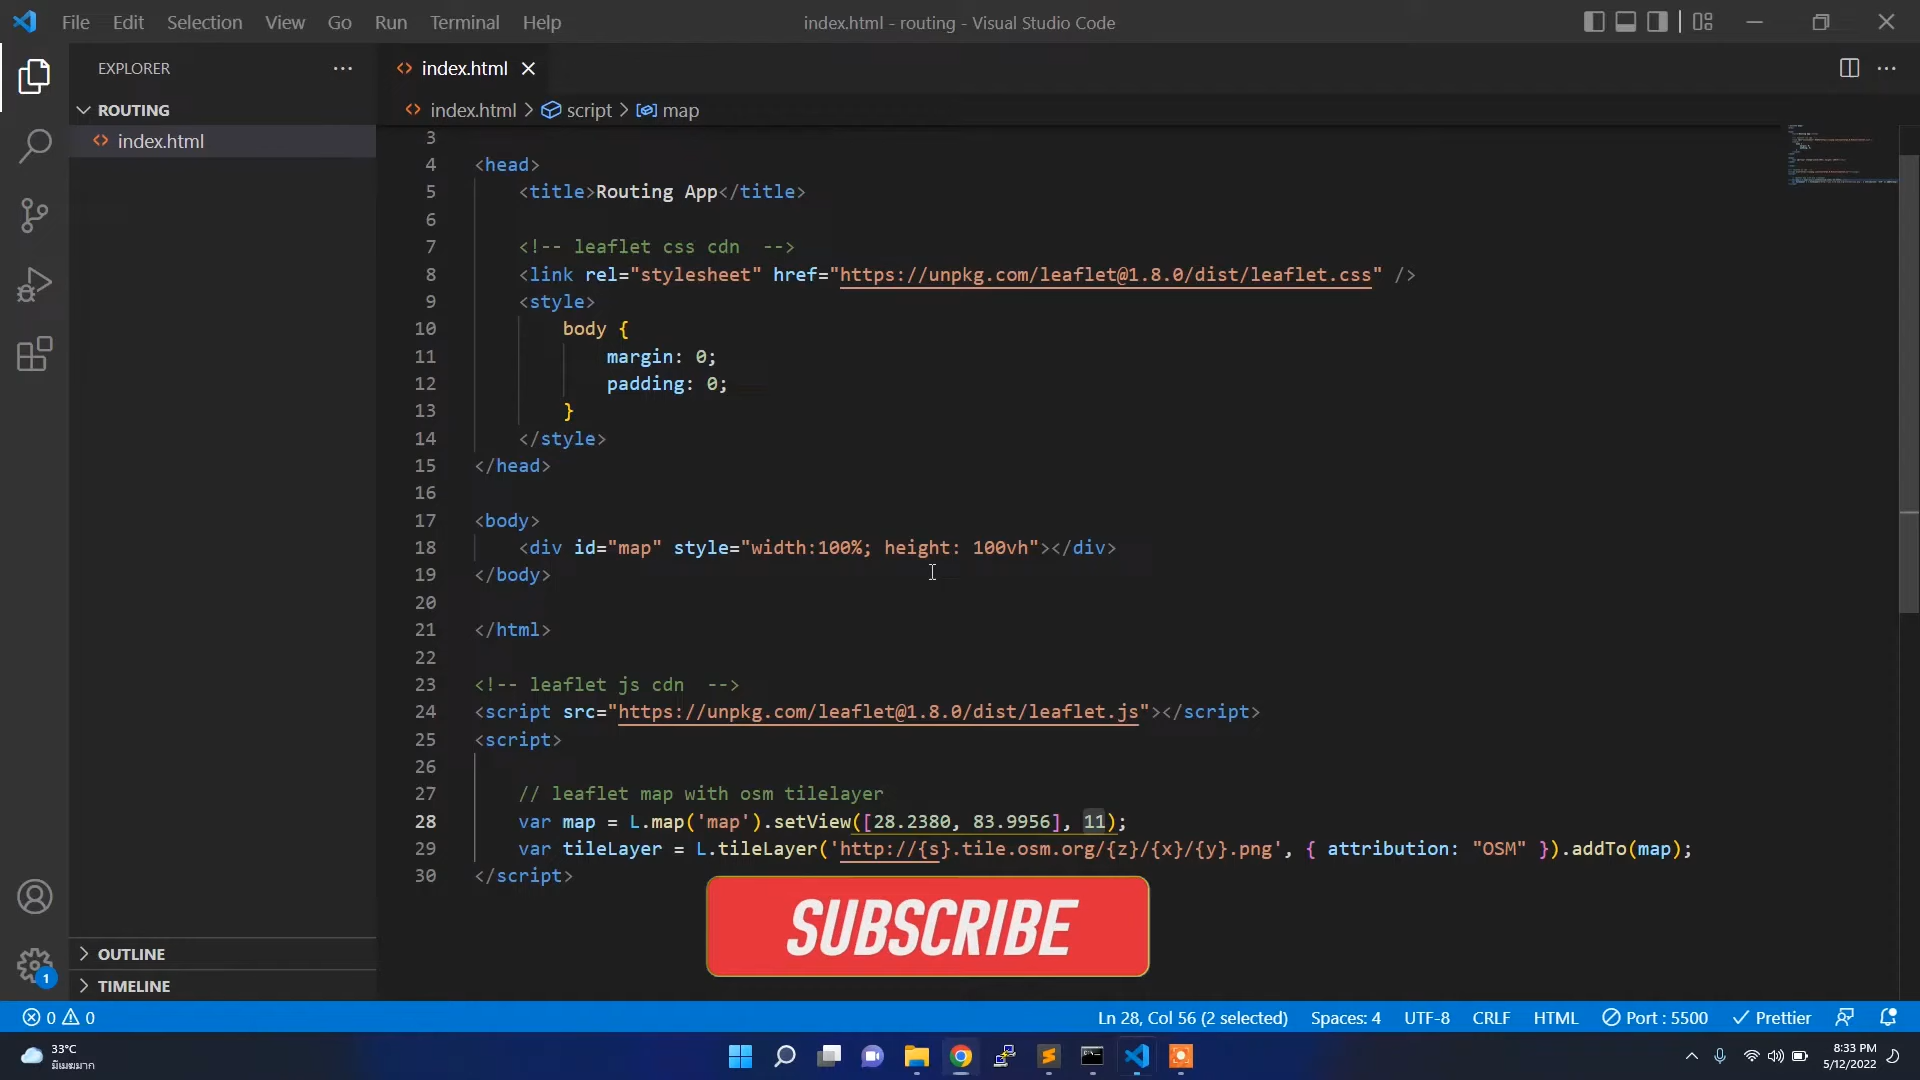 File Edit Selection View Go Run Terminal Help
index.html - routing - Visual Studio Code
EXPLORER
ROUTING
index.html
OUTLINE
TIMELINE
index.html
index.html > script > map
3
4 <head>
5 <title>Routing App</title>
6
7 <!-- leaflet css cdn  -->
8 <link rel="stylesheet" href="https://unpkg.com/leaflet@1.8.0/dist/leaflet.css" />
9 <style>
10 body {
11 margin: 0;
12 padding: 0;
13 }
14 </style>
15 </head>
16
17 <body>
18 <div id="map" style="width:100%; height: 100vh"></div>
19 </body>
20
21 </html>
22
23 <!-- leaflet js cdn  -->
24 <script src="https://unpkg.com/leaflet@1.8.0/dist/leaflet.js"></script>
25 <script>
26
27 // leaflet map with osm tilelayer
28 var map = L.map('map').setView([28.2380, 83.9956], 11);
29 var tileLayer = L.tileLayer('http://{s}.tile.osm.org/{z}/{x}/{y}.png', { attribution: "OSM" }).addTo(map);
30 </script>
SUBSCRIBE
1
0 0
Ln 28, Col 56 (2 selected) Spaces: 4 UTF-8 CRLF HTML Port : 5500 Prettier
33°C
8:33 PM
5/12/2022